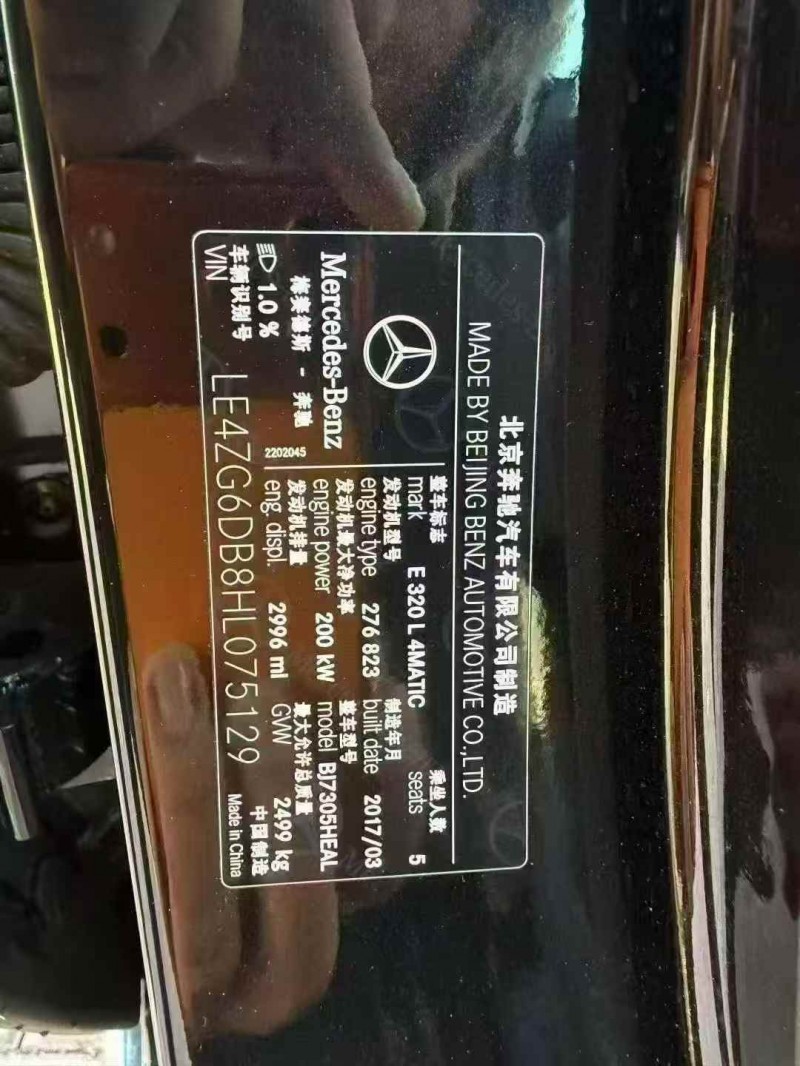 北京奔驰汽车有限公司制造
MADE BY BEIJING BENZ AUTOMOTIVE CO.,LTD.
整车标志
mark E 320 L 4MATIC
乘坐人数
seats 5
发动机型号
engine type 276 823
制造年月
built date 2017/03
发动机最大净功率
engine power 200 kW
整车型号
model BJ7305HEAL
发动机排量
eng. displ. 2996 ml
最大允许总质量
GVW 2499 kg
Mercedes-Benz
梅赛德斯 - 奔驰
2202045
1.0 %
车辆识别号
VIN LE4ZG6DB8HL075129
中国制造
Made in China